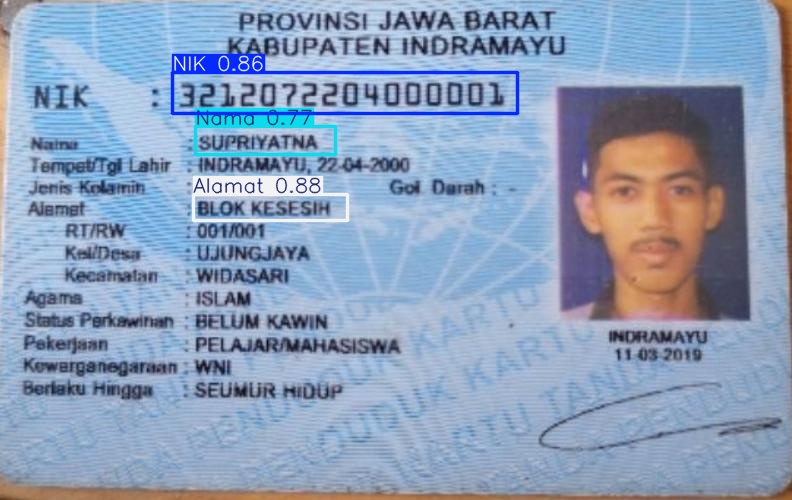 PROVINSI JAWA BARAT
KABUPATEN INDRAMAYU
NIK 0.86
NIK : 3212072204000001
Nama 0.77
Nama : SUPRIYATNA
Tempat/Tgl Lahir : INDRAMAYU, 22-04-2000
Jenis Kelamin : Alamat 0.88 Gol. Darah : -
Alamat : BLOK KESESIH
RT/RW : 001/001
Kel/Desa : UJUNGJAYA
Kecamatan : WIDASARI
Agama : ISLAM
Status Perkawinan : BELUM KAWIN
Pekerjaan : PELAJAR/MAHASISWA
Kewarganegaraan : WNI
Berlaku Hingga : SEUMUR HIDUP
INDRAMAYU
11-03-2019